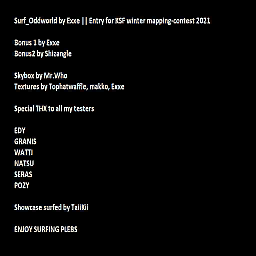 Surf_Oddworld by Exxe || Entry for KSF winter mapping-contest 2021
Bonus 1 by Exxe
Bonus2 by Shizangle
Skybox by Mr.Who
Textures by Tophatwaffle, makko, Exxe
Special THX to all my testers
EDY
GRANIS
WATTI
NATSU
SERAS
POZY
Showcase surfed by TaiiKii
ENJOY SURFING PLEBS